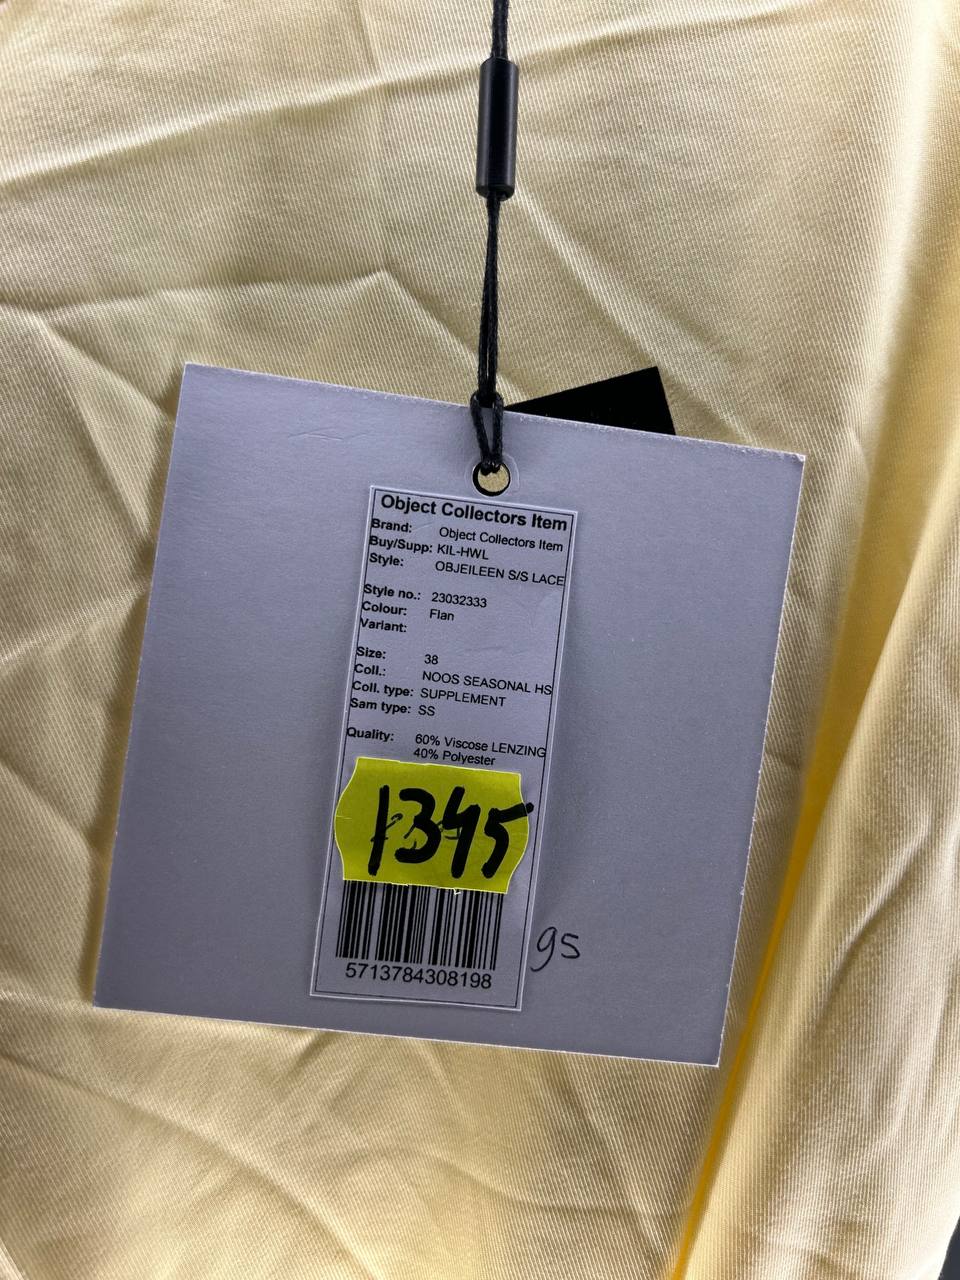 Object Collectors Item
Brand: Object Collectors Item
Buy/Supp: KIL-HWL
Style: OBJEILEEN S/S LACE
Style no.: 23032333
Colour: Flan
Variant:
Size: 38
Coll.: NOOS SEASONAL HS
Coll. type: SUPPLEMENT
Sam type: SS
Quality: 60% Viscose LENZING
40% Polyester
1345
5713784308198
95